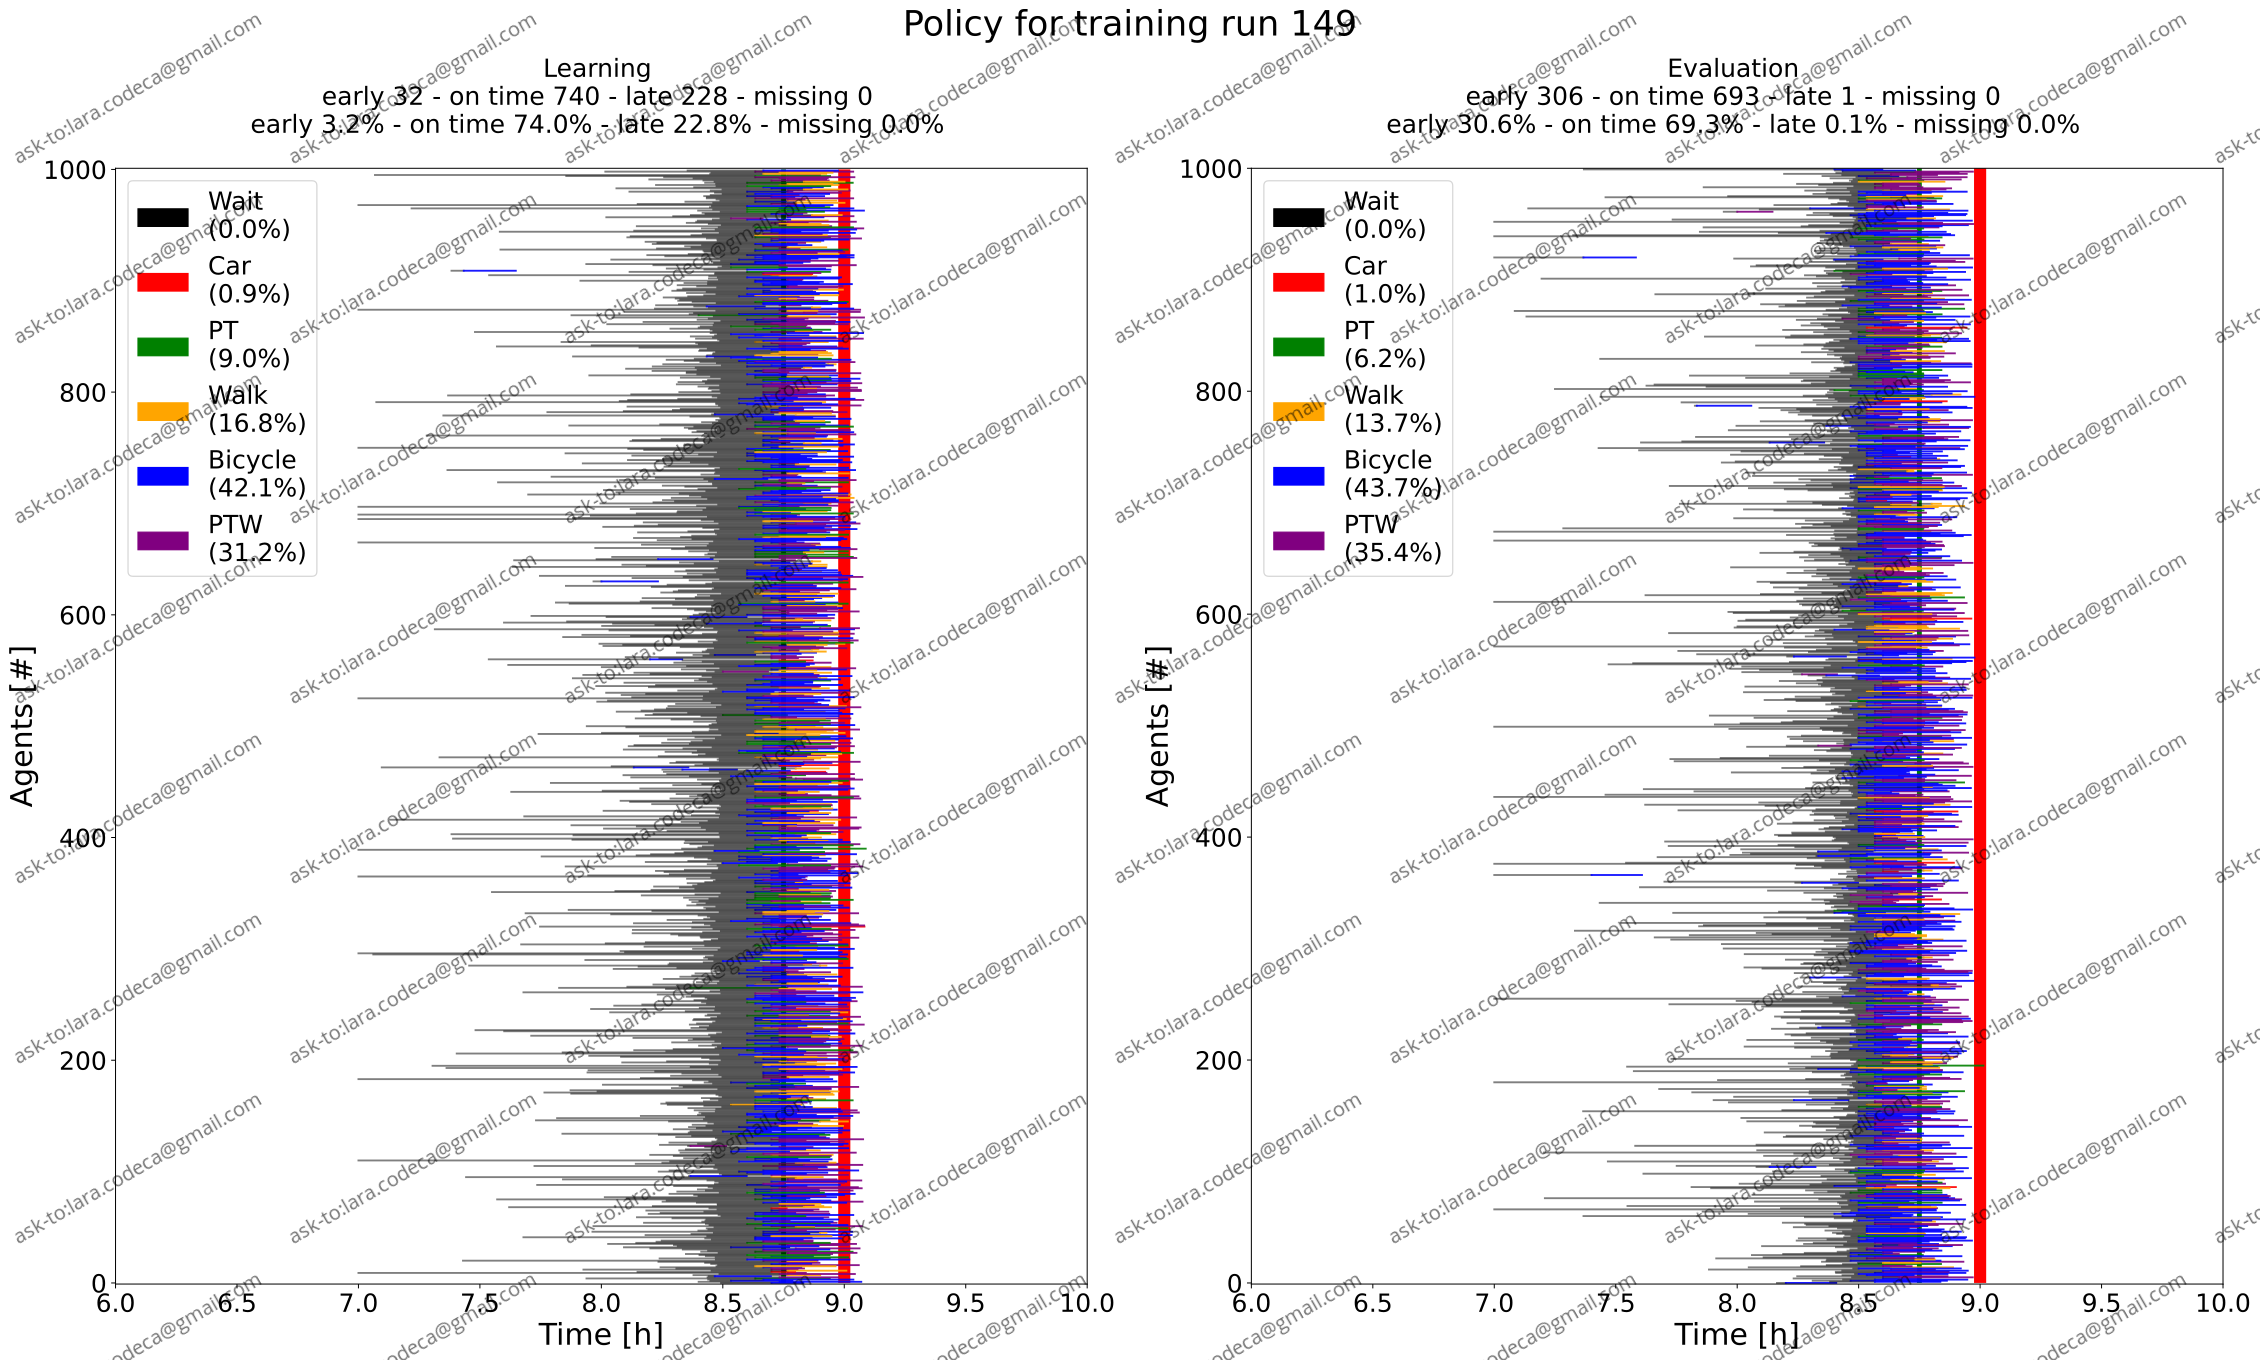 Policy for training run 149
Learning
early 32 - on time 740 - late 228 - missing 0
early 3.2% - on time 74.0% - late 22.8% - missing 0.0%
1000
800
600
400
200
0
Agents [#]
Wait
(0.0%)
Car
(0.9%)
PT
(9.0%)
Walk
(16.8%)
Bicycle
(42.1%)
PTW
(31.2%)
6.0 6.5 7.0 7.5 8.0 8.5 9.0 9.5 10.0
Time [h]
Evaluation
early 306 - on time 693 - late 1 - missing 0
early 30.6% - on time 69.3% - late 0.1% - missing 0.0%
1000
800
600
400
200
0
Agents [#]
Wait
(0.0%)
Car
(1.0%)
PT
(6.2%)
Walk
(13.7%)
Bicycle
(43.7%)
PTW
(35.4%)
6.0 6.5 7.0 7.5 8.0 8.5 9.0 9.5 10.0
Time [h]
ask-to:lara.codeca@gmail.com